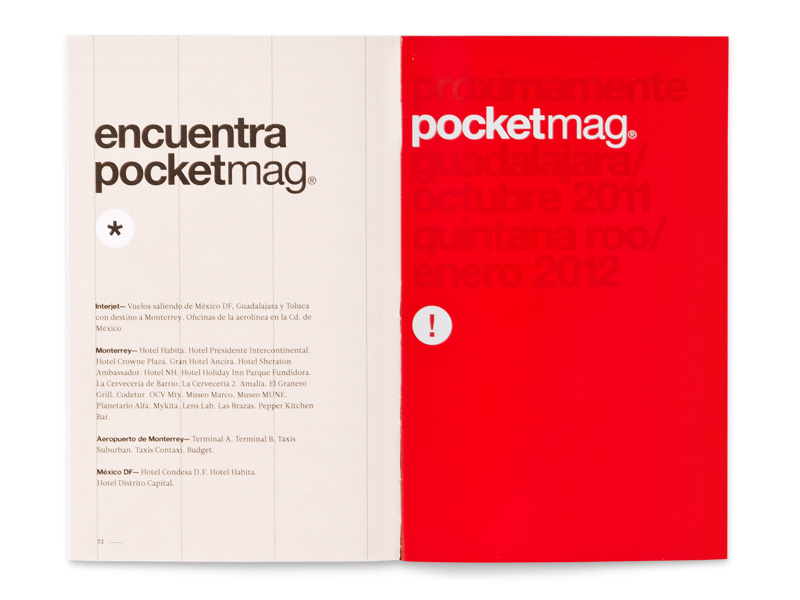 encuentra
pocketmag®
*
Interjet— Vuelos saliendo de México DF, Guadalajara y Toluca
con destino a Monterrey. Oficinas de la aerolínea en la Cd. de
México
Monterrey— Hotel Habita. Hotel Presidente Intercontinental.
Hotel Crowne Plaza. Gran Hotel Ancira. Hotel Sheraton
Ambassador. Hotel NH. Hotel Holiday Inn Parque Fundidora.
La Cervecería de Barrio. La Cervecería 2. Amalia. El Granero
Grill. Codetur. OCV Mty. Museo Marco. Museo MUNE.
Planetario Alfa. Mykita. Lens Lab. Las Brazas. Pepper Kitchen
Bar.
Aeropuerto de Monterrey— Terminal A. Terminal B. Taxis
Suburban. Taxis Contaxi. Budget.
México DF— Hotel Condesa D.F. Hotel Habita.
Hotel Distrito Capital.
72 —
proximamente
pocketmag®
guadalajara/
octubre 2011
quintana roo/
enero 2012
!